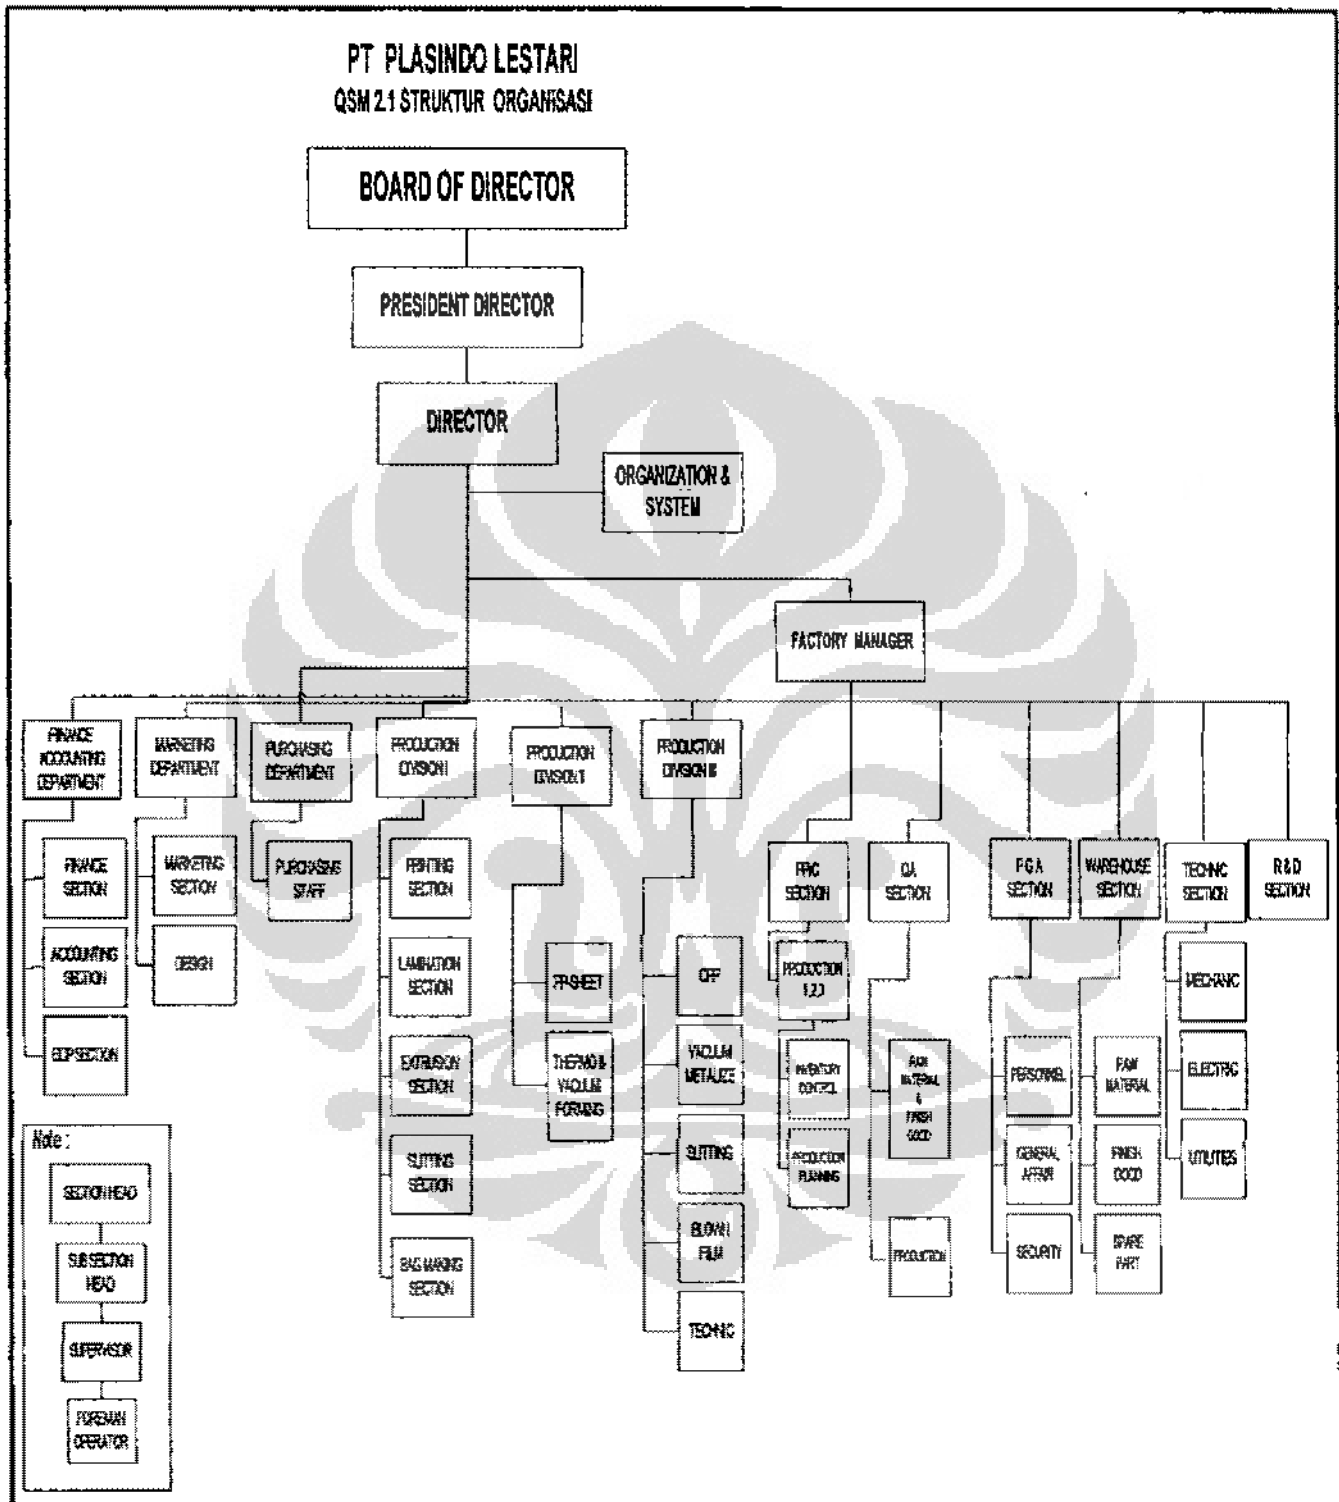 PT PLASINDO LESTARI
QSM 2.1 STRUKTUR ORGANISASI
BOARD OF DIRECTOR
PRESIDENT DIRECTOR
DIRECTOR
ORGANIZATION &
SYSTEM
FACTORY MANAGER
FINANCE
ACCOUNTING
DEPARTMENT
MARKETING
DEPARTMENT
PURCHASING
DEPARTMENT
PRODUCTION
DIVISION I
PRODUCTION
DIVISION II
PRODUCTION
DIVISION III
FINANCE
SECTION
MARKETING
SECTION
PURCHASING
STAFF
PRINTING
SECTION
PPIC
SECTION
QA
SECTION
PGA
SECTION
WAREHOUSE
SECTION
TECHNIC
SECTION
R & D
SECTION
ACCOUNTING
SECTION
DESIGN
LAMINATION
SECTION
PP SHEET
CPP
PRODUCTION
1,2,3
MECHANIC
EDP SECTION
EXTRUSION
SECTION
THERMO &
VACUUM
FORMING
VACUUM
METALIZE
INVENTORY
CONTROL
RAW
MATERIAL
&
FINISH
GOOD
PERSONNEL
RAW
MATERIAL
ELECTRIC
SLITTING
SECTION
SLITTING
PRODUCTION
PLANNING
GENERAL
AFFAIR
FINISH
GOOD
UTILITIES
BAG MAKING
SECTION
BLOWN
FILM
PRODUCTION
SECURITY
SPARE
PART
TECHNIC
Note :
SECTION HEAD
SUB SECTION
HEAD
SUPERVISOR
FOREMAN
OPERATOR